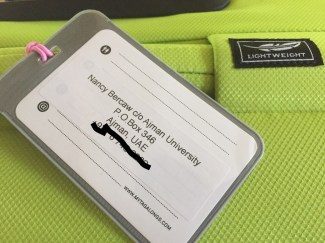 Nancy Bercaw c/o Ajman University
P.O.Box 346
Ajman, UAE
WWW.MYTAGALONGS.COM
LIGHTWEIGHT